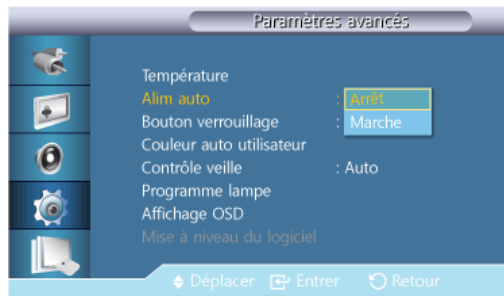 Paramètres avancés
Température
Alim auto : Arrêt
Bouton verrouillage : Marche
Couleur auto utilisateur
Contrôle veille : Auto
Programme lampe
Affichage OSD
Mise à niveau du logiciel
Déplacer Entrer Retour